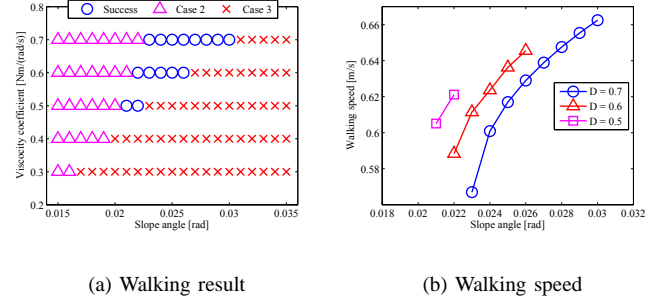 Success Case 2 Case 3
Viscocity coefficient [Nm/(rad/s)]
0.8
0.7
0.6
0.5
0.4
0.3
0.2
0.015 0.02 0.025 0.03 0.035
Slope angle [rad]
(a) Walking result
Walking speed [m/s]
0.66
0.62
0.6
0.58
D = 0.7
D = 0.6
D = 0.5
0.018 0.02 0.022 0.024 0.026 0.028 0.03 0.032
Slope angle [rad]
(b) Walking speed